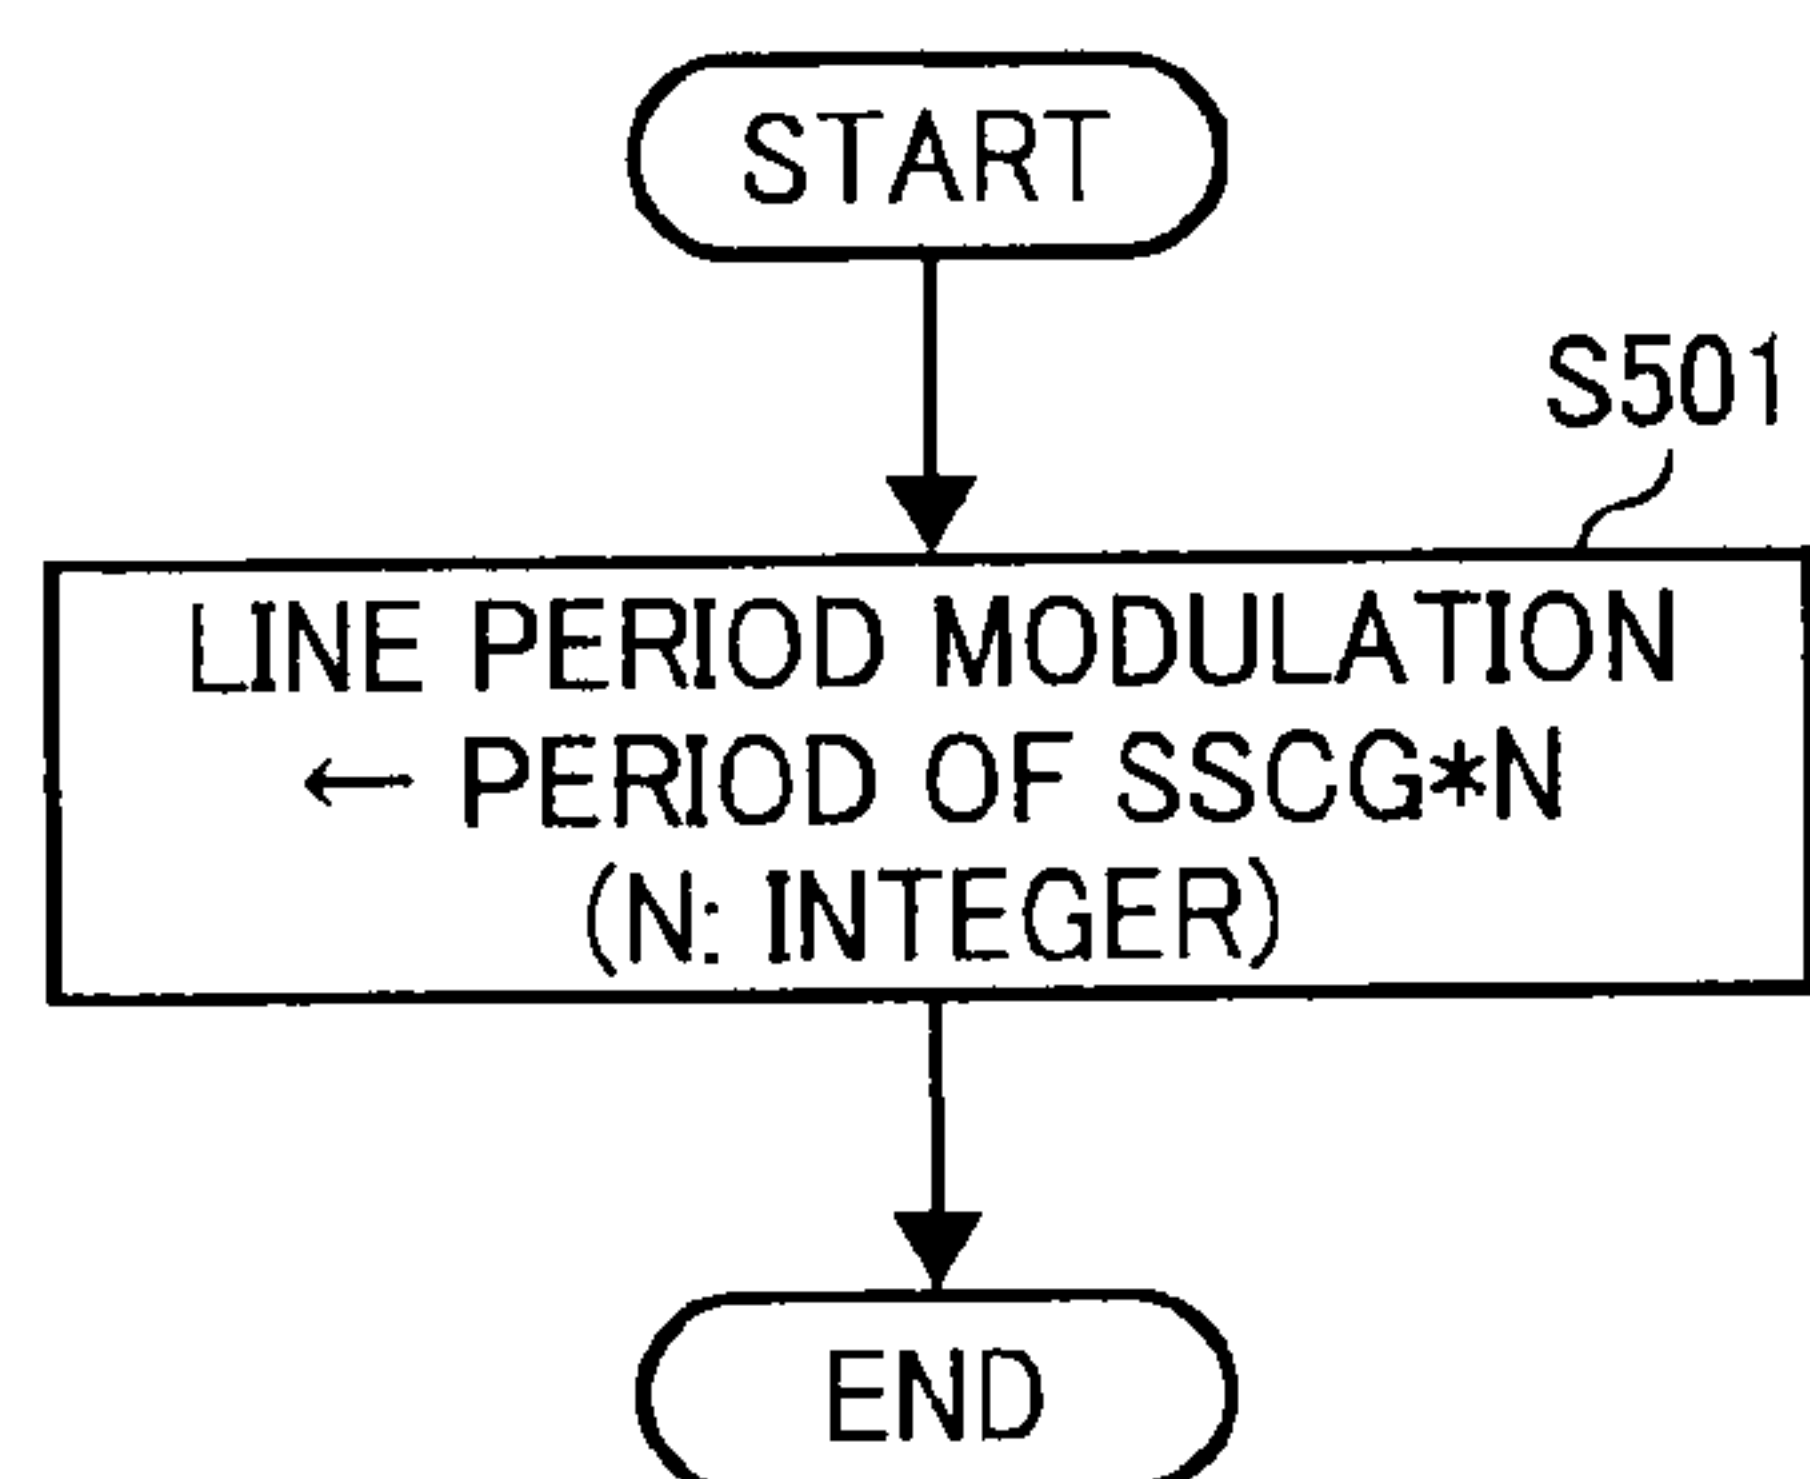 START
S501
LINE PERIOD MODULATION
← PERIOD OF SSCG*N
(N: INTEGER)
END